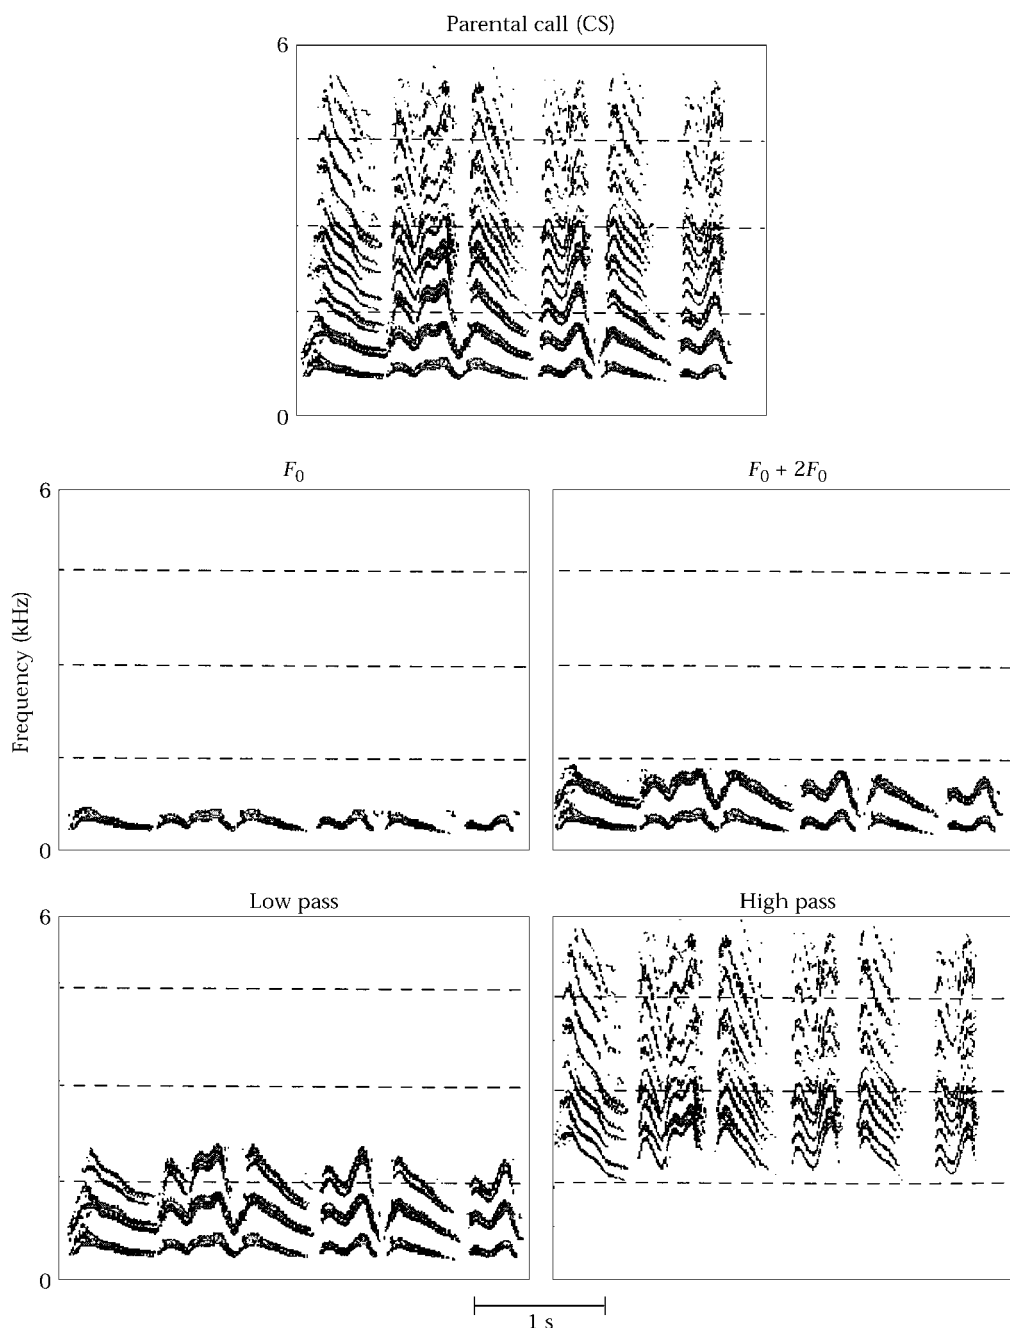 Parental call (CS)
6
0
F₀
F₀ + 2F₀
6
0
Frequency (kHz)
Low pass
High pass
6
0
1 s